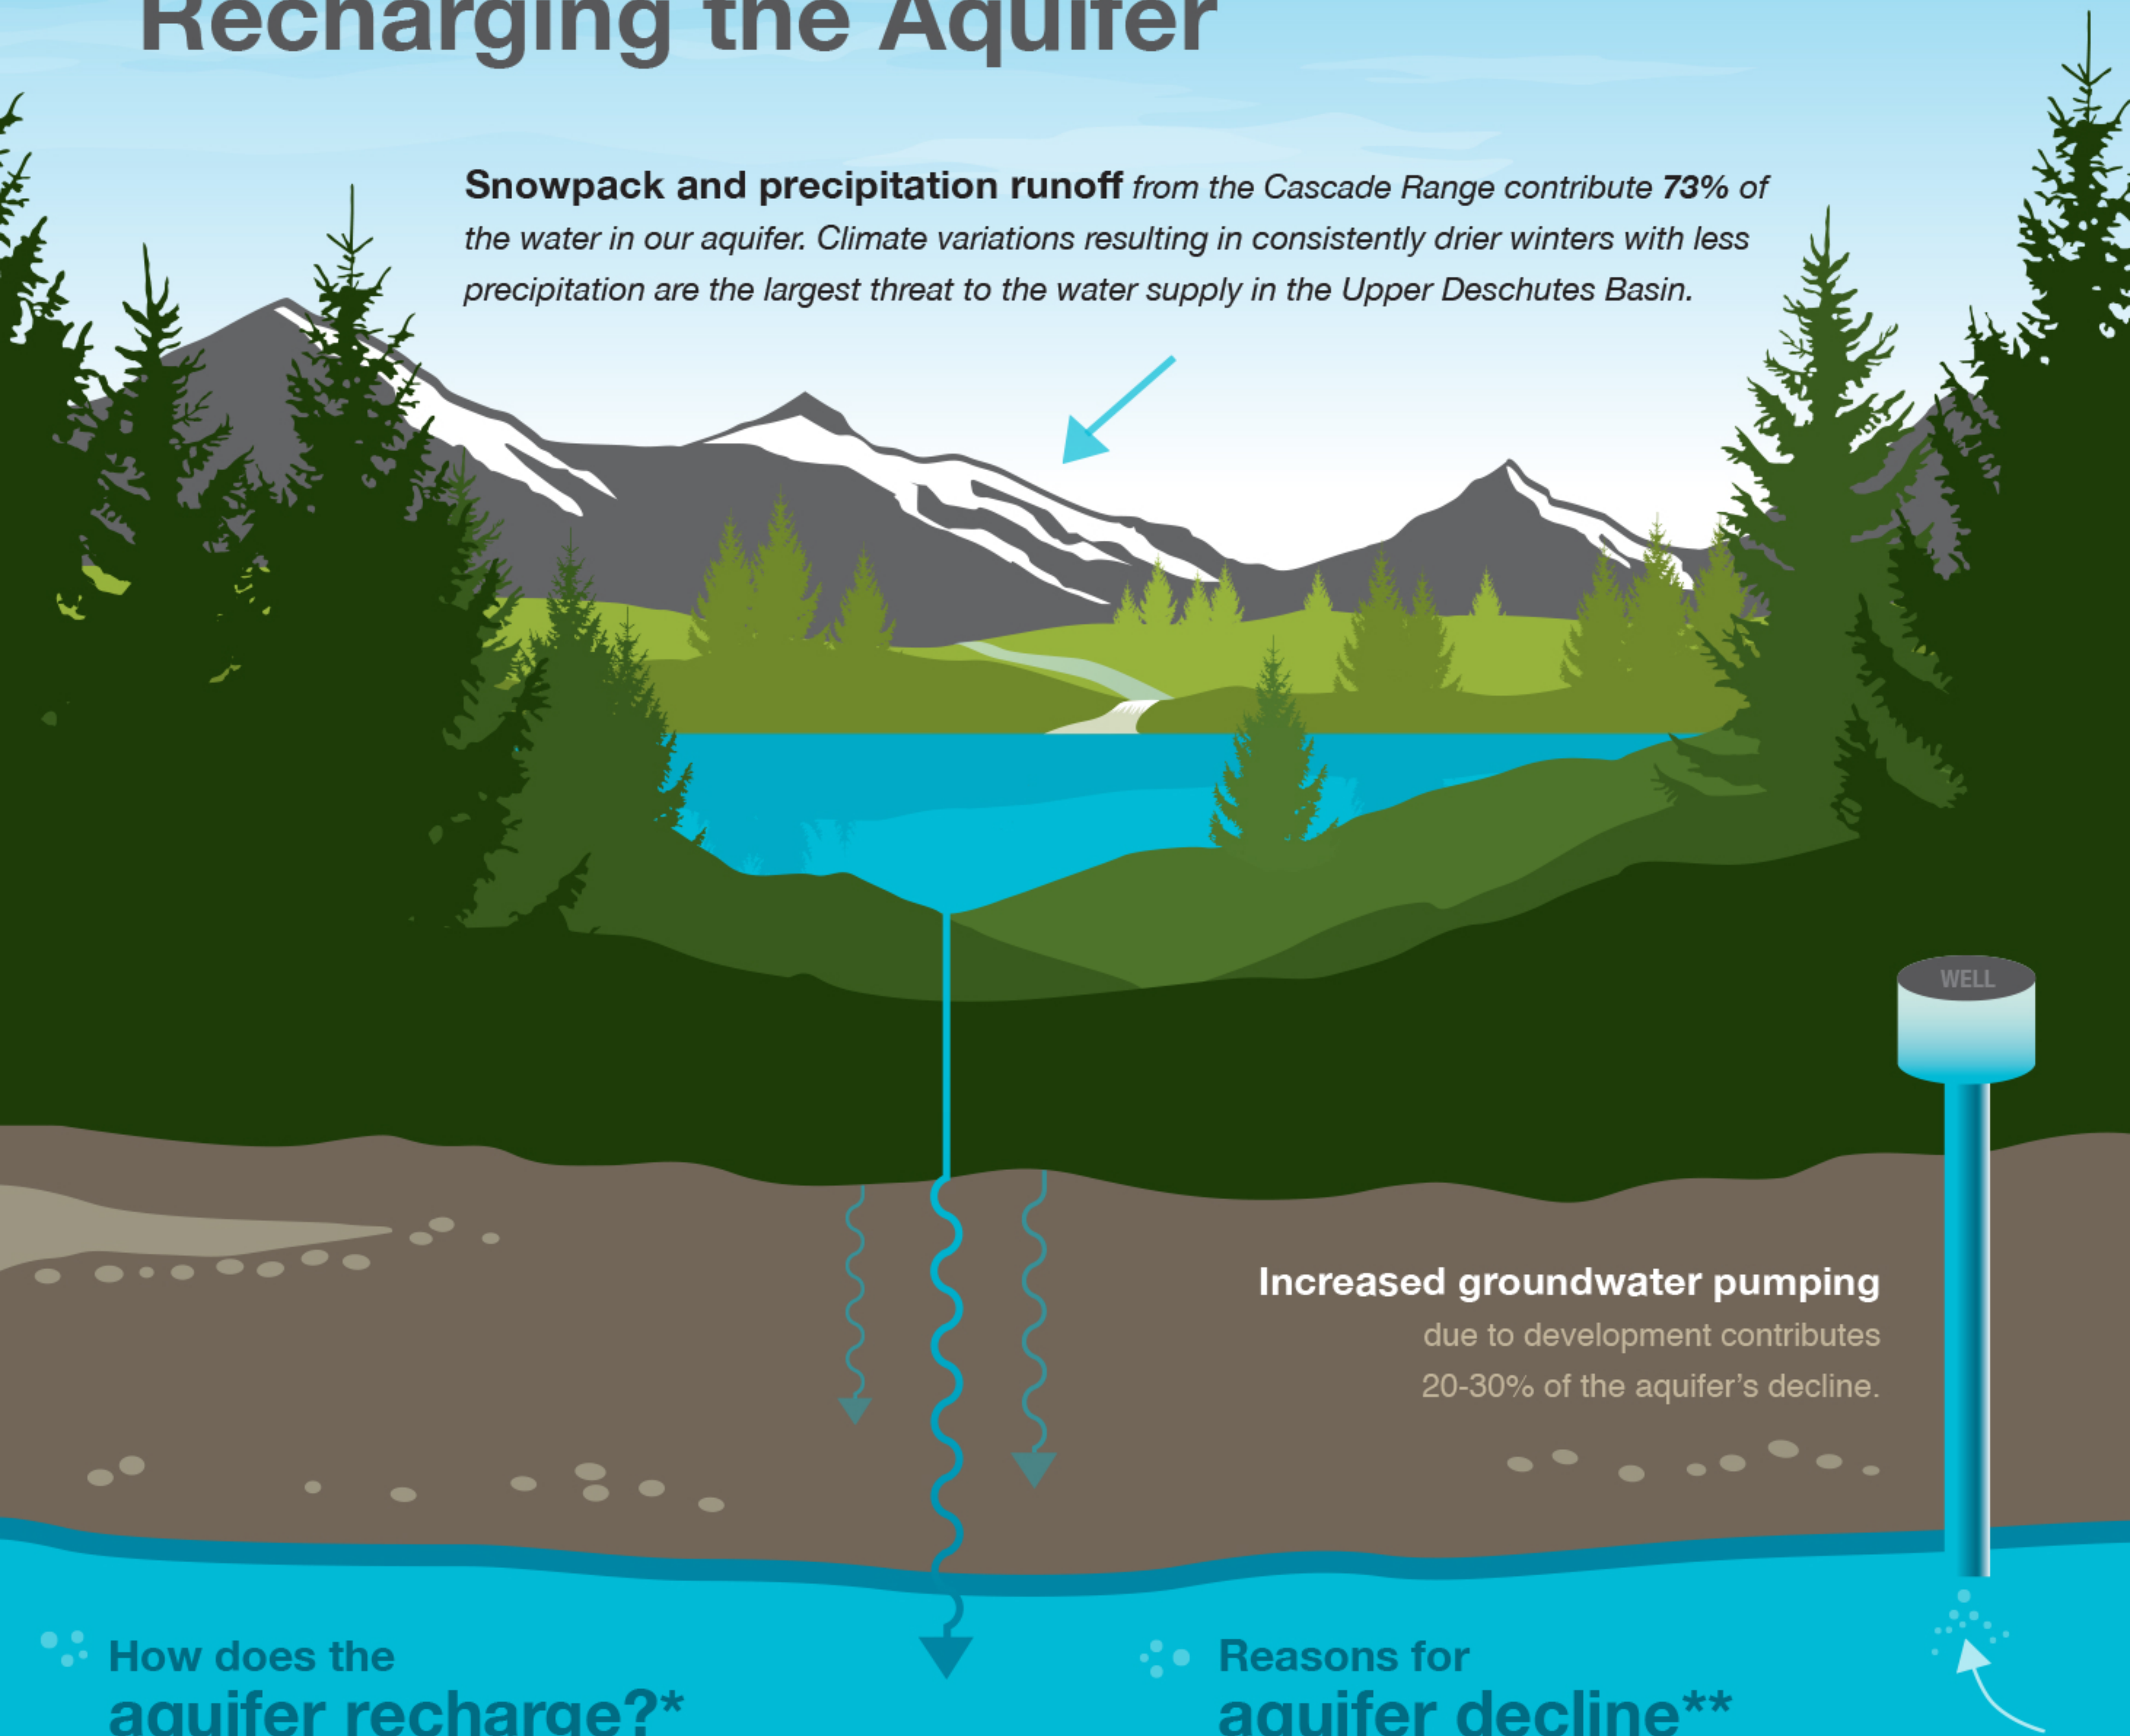 Recharging the Aquifer
Snowpack and precipitation runoff from the Cascade Range contribute 73% of
the water in our aquifer. Climate variations resulting in consistently drier winters with less
precipitation are the largest threat to the water supply in the Upper Deschutes Basin.
WELL
Increased groundwater pumping
due to development contributes
20-30% of the aquifer's decline.
How does the
aquifer recharge?*
Reasons for
aquifer decline**